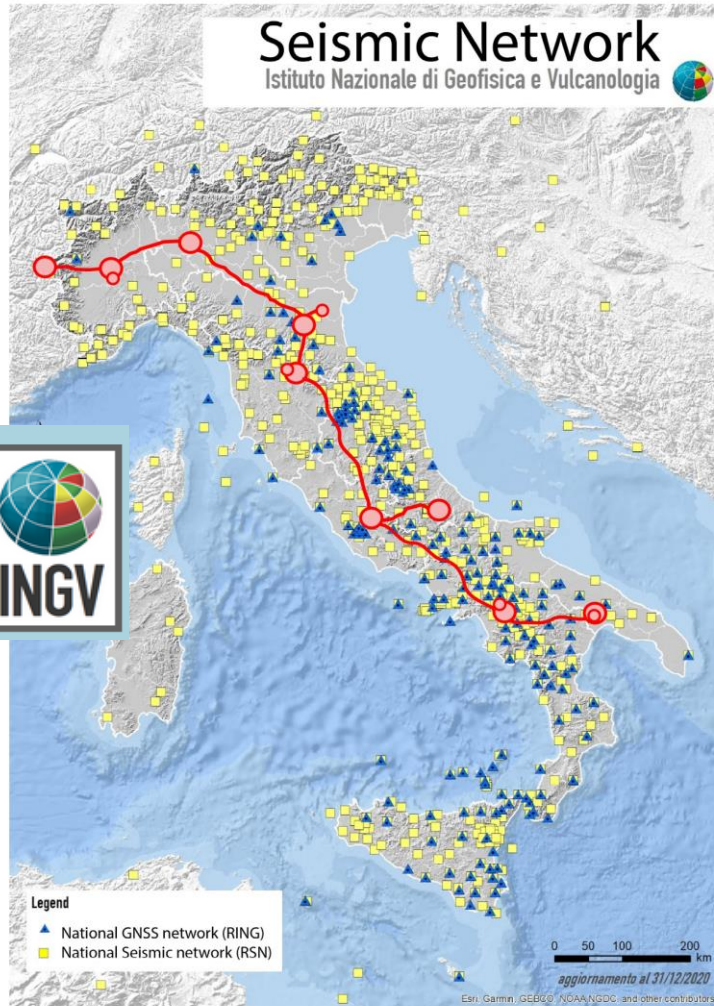 Seismic Network
Istituto Nazionale di Geofisica e Vulcanologia
INGV
Legend
National GNSS network (RING)
National Seismic network (RSN)
0 50 100 200
km
aggiornamento al 31/12/2020
Esri, Garmin, GEBCO, NOAA NGDC, and other contributors